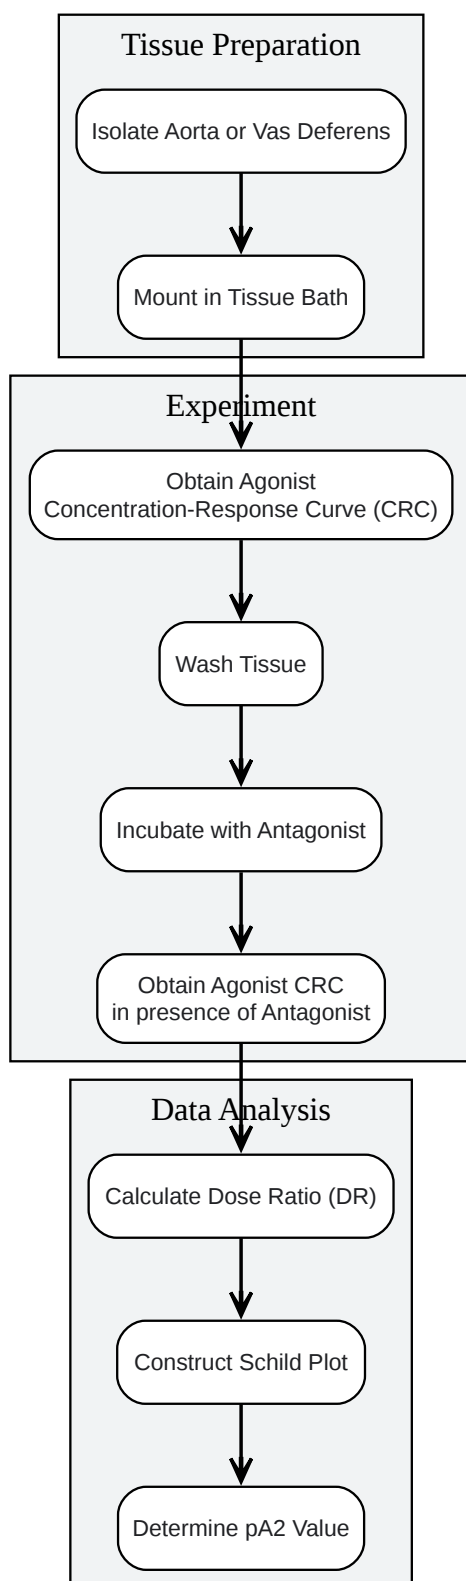 Tissue Preparation
Isolate Aorta or Vas Deferens
Mount in Tissue Bath
Experiment
Obtain Agonist
Concentration-Response Curve (CRC)
Wash Tissue
Incubate with Antagonist
Obtain Agonist CRC
in presence of Antagonist
Data Analysis
Calculate Dose Ratio (DR)
Construct Schild Plot
Determine pA2 Value